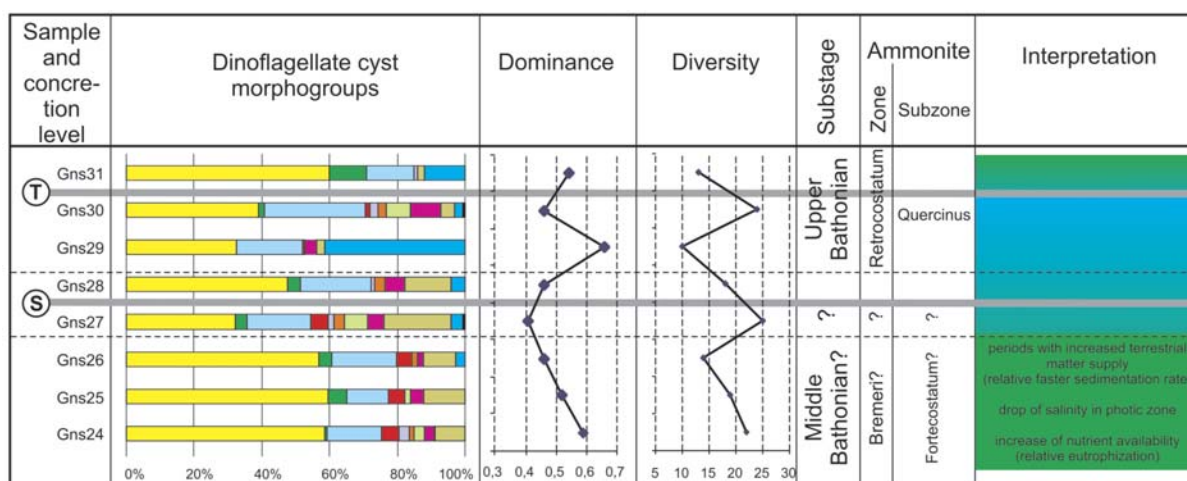 Sample
and
concre-
tion
level
Dinoflagellate cyst
morphogroups
Dominance
Diversity
Substage
Ammonite
Zone
Subzone
Interpretation
Gns31
T
Gns30
Gns29
Gns28
S
Gns27
Gns26
Gns25
Gns24
0
20%
40%
60%
80%
100%
0,3
0,4
0,5
0,6
0,7
5
10
15
20
25
30
Upper
Bathonian
Retrocostatum
Quercinus
?
?
?
Middle
Bathonian?
Bremeri?
Fortecostatum?
periods with increased terrestrial
matter supply
(relative faster sedimentation rate)
drop of salinity in photic zone
increase of nutrient availability
(relative eutrophization)